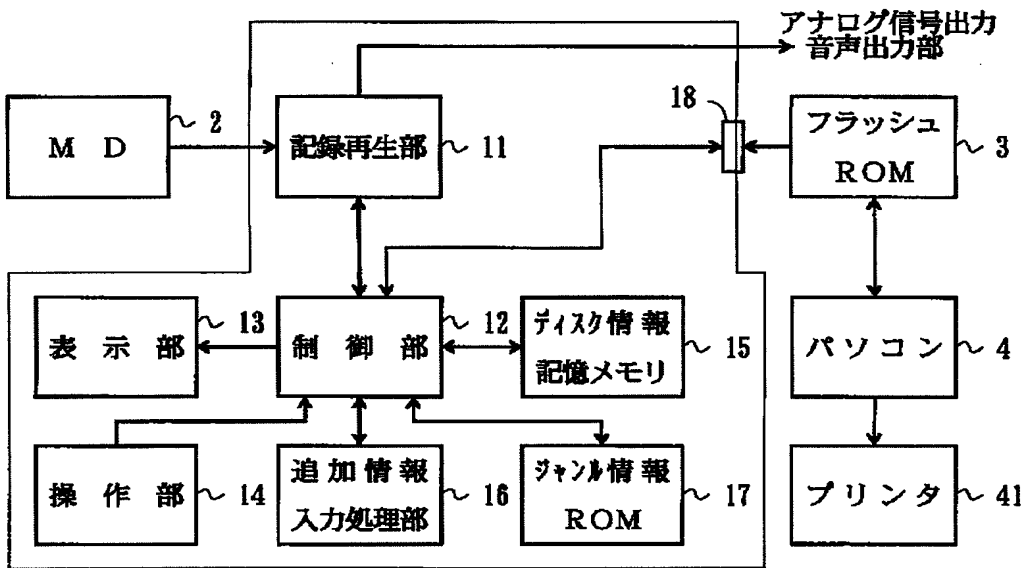 アナログ信号出力
音声出力部
MD
2
記録再生部
11
18
フラッシュ
ROM
3
表示部
13
制御部
12
ディスク情報
記憶メモリ
15
パソコン
4
操作部
14
追加情報
入力処理部
16
ジャンル情報
ROM
17
プリンタ
41